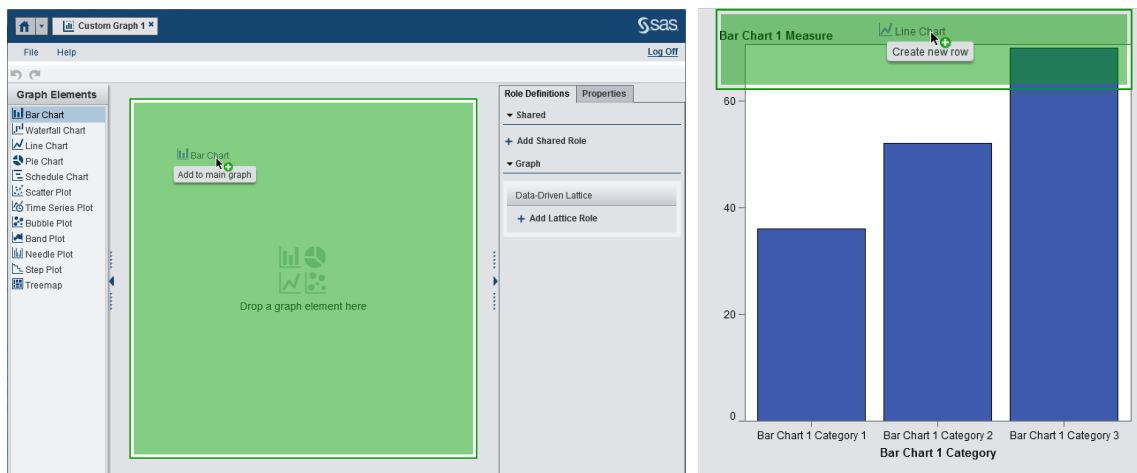 Custom Graph 1
sas
File Help
Log Off
Graph Elements
Bar Chart
Waterfall Chart
Line Chart
Pie Chart
Schedule Chart
Scatter Plot
Time Series Plot
Bubble Plot
Band Plot
Needle Plot
Step Plot
Treemap
Bar Chart
Add to main graph
Drop a graph element here
Role Definitions Properties
Shared
+ Add Shared Role
Graph
Data-Driven Lattice
+ Add Lattice Role
Line Chart
Bar Chart 1 Measure
Create new row
60
40
20
0
Bar Chart 1 Category 1 Bar Chart 1 Category 2 Bar Chart 1 Category 3
Bar Chart 1 Category